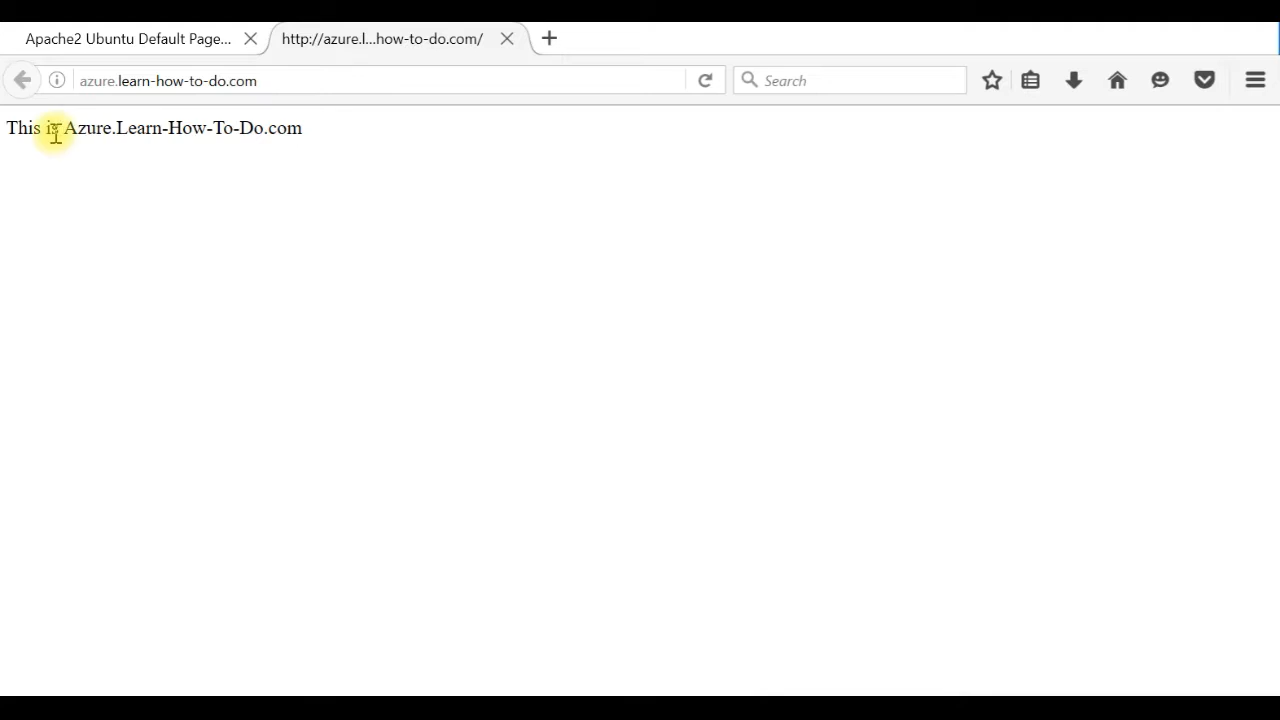 Apache2 Ubuntu Default Page...
http://azure.l...how-to-do.com/
azure.learn-how-to-do.com
Search
This is Azure.Learn-How-To-Do.com